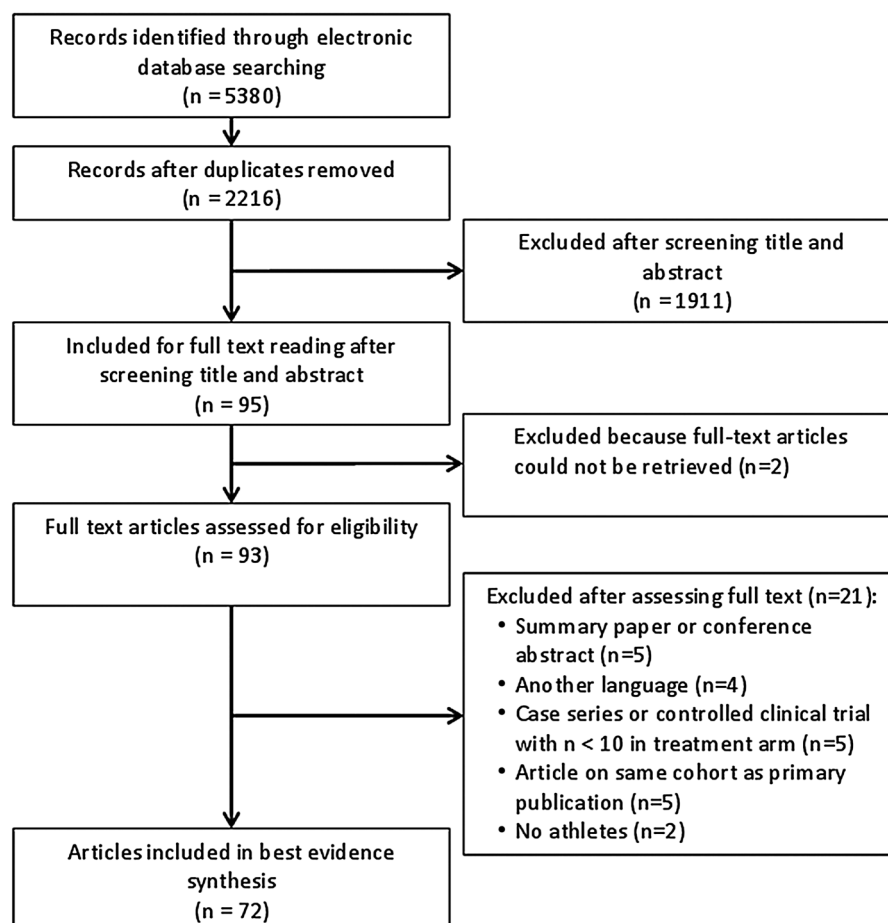 Records identified through electronic
database searching
(n = 5380)
Records after duplicates removed
(n = 2216)
Excluded after screening title and
abstract
(n = 1911)
Included for full text reading after
screening title and abstract
(n = 95)
Excluded because full-text articles
could not be retrieved (n=2)
Full text articles assessed for eligibility
(n = 93)
Excluded after assessing full text (n=21):
• Summary paper or conference
abstract (n=5)
• Another language (n=4)
• Case series or controlled clinical trial
with n < 10 in treatment arm (n=5)
• Article on same cohort as primary
publication (n=5)
• No athletes (n=2)
Articles included in best evidence
synthesis
(n = 72)